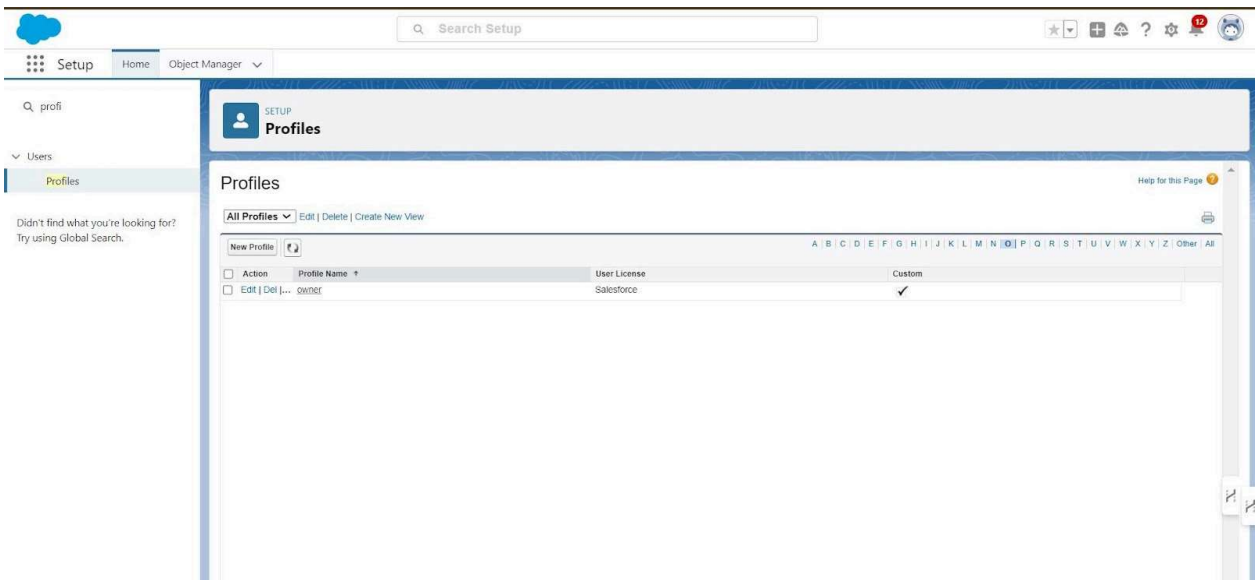 Search Setup
12
Setup Home Object Manager
profi
Users
Profiles
Didn't find what you're looking for?
Try using Global Search.
SETUP
Profiles
Profiles
Help for this Page
All Profiles Edit | Delete | Create New View
New Profile
A | B | C | D | E | F | G | H | I | J | K | L | M | N | O | P | Q | R | S | T | U | V | W | X | Y | Z | Other | All
Action Profile Name User License Custom
Edit | Del |... owner Salesforce